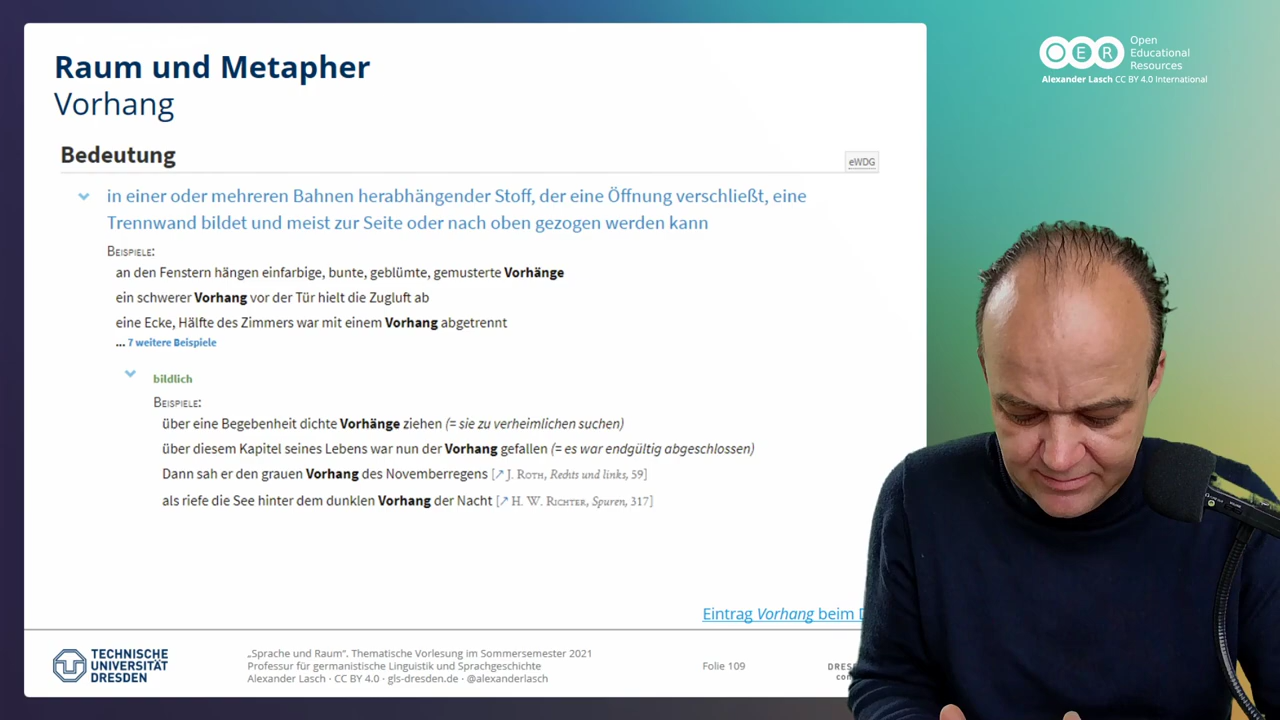 Raum und Metapher
Vorhang
Bedeutung
eWDG
in einer oder mehreren Bahnen herabhängender Stoff, der eine Öffnung verschließt, eine
Trennwand bildet und meist zur Seite oder nach oben gezogen werden kann
Beispiele:
an den Fenstern hängen einfarbige, bunte, geblümte, gemusterte Vorhänge
ein schwerer Vorhang vor der Tür hielt die Zugluft ab
eine Ecke, Hälfte des Zimmers war mit einem Vorhang abgetrennt
... 7 weitere Beispiele
bildlich
Beispiele:
über eine Begebenheit dichte Vorhänge ziehen (= sie zu verheimlichen suchen)
über diesem Kapitel seines Lebens war nun der Vorhang gefallen (= es war endgültig abgeschlossen)
Dann sah er den grauen Vorhang des Novemberregens [↗ J. Roth, Rechts und links, 59]
als riefe die See hinter dem dunklen Vorhang der Nacht [↗ H. W. Richter, Spuren, 317]
Eintrag Vorhang beim
TECHNISCHE
UNIVERSITÄT
DRESDEN
„Sprache und Raum“. Thematische Vorlesung im Sommersemester 2021
Professur für germanistische Linguistik und Sprachgeschichte
Alexander Lasch · CC BY 4.0 · gls-dresden.de · @alexanderlasch
Folie 109
OER
Open
Educational
Resources
Alexander Lasch CC BY 4.0 International